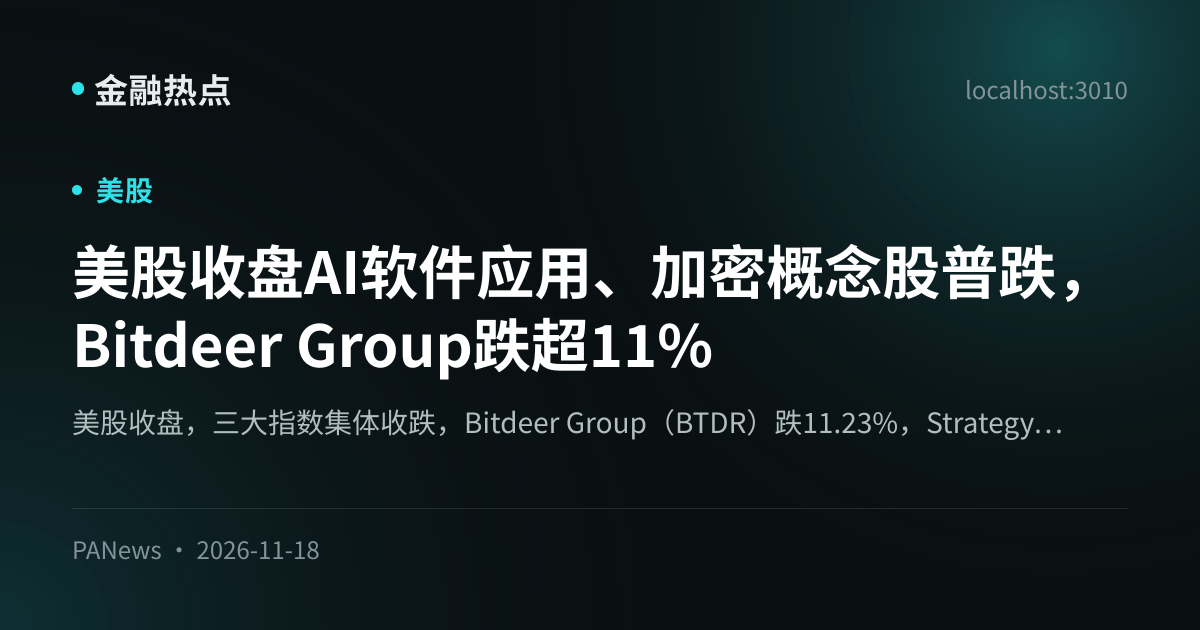 金融热点
localhost:3010
美股
美股收盘AI软件应用、加密概念股普跌，
Bitdeer Group跌超11%
美股收盘，三大指数集体收跌，Bitdeer Group（BTDR）跌11.23%，Strategy…
PANews • 2026-11-18